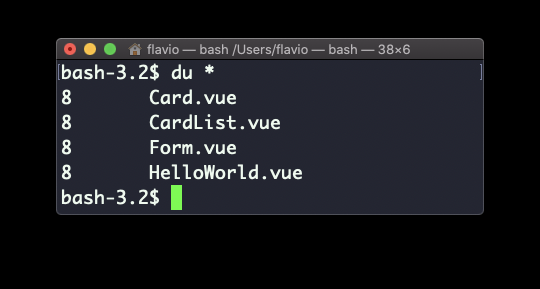 flavio — bash /Users/flavio — bash — 38×6
bash-3.2$ du *
8 Card.vue
8 CardList.vue
8 Form.vue
8 HelloWorld.vue
bash-3.2$